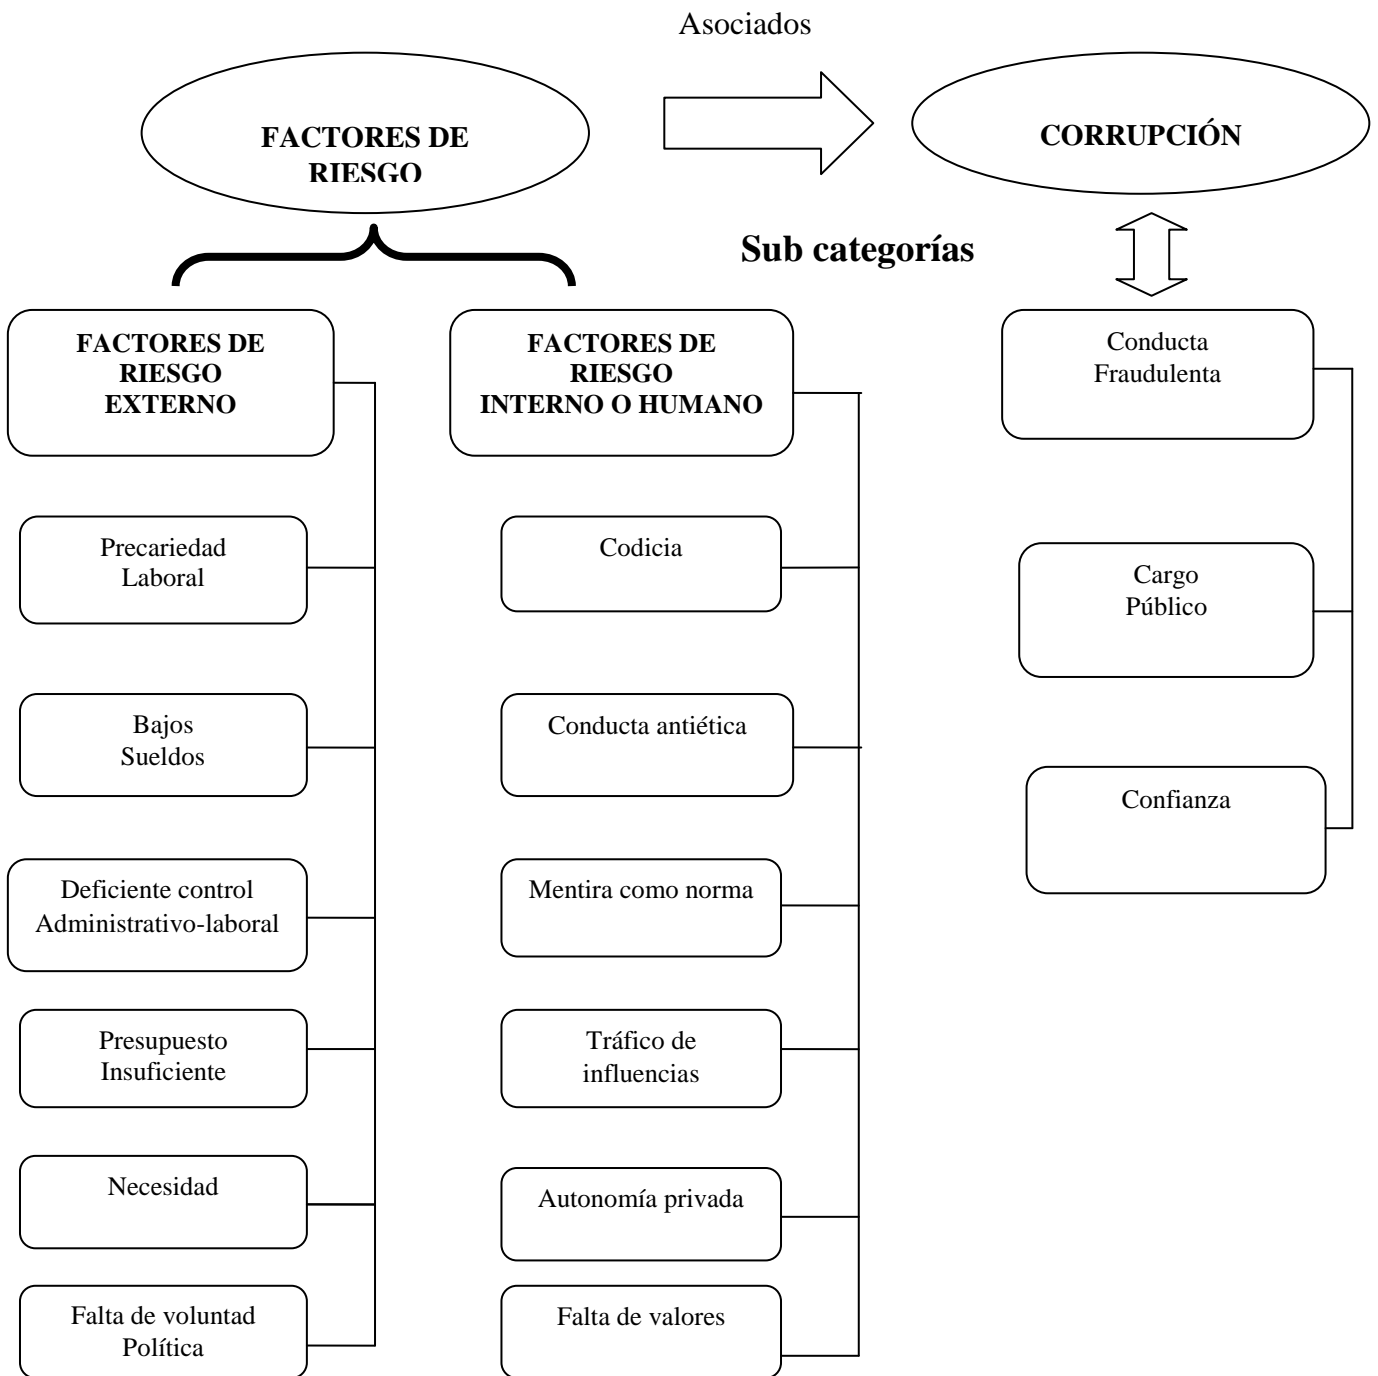 Asociados
FACTORES DE
RIESGO
CORRUPCIÓN
Sub categorías
FACTORES DE
RIESGO
EXTERNO
FACTORES DE
RIESGO
INTERNO O HUMANO
Conducta
Fraudulenta
Precariedad
Laboral
Codicia
Cargo
Público
Bajos
Sueldos
Conducta antiética
Confianza
Deficiente control
Administrativo-laboral
Mentira como norma
Presupuesto
Insuficiente
Tráfico de
influencias
Necesidad
Autonomía privada
Falta de voluntad
Política
Falta de valores